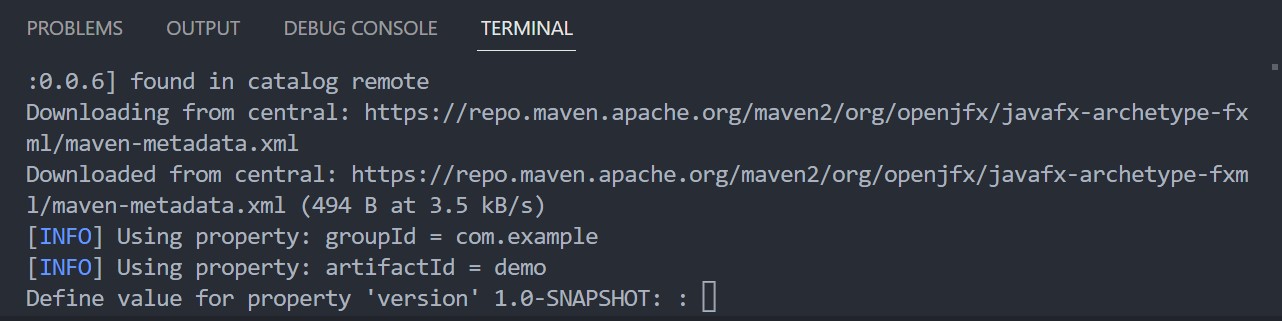 PROBLEMS OUTPUT DEBUG CONSOLE TERMINAL
:0.0.6] found in catalog remote
Downloading from central: https://repo.maven.apache.org/maven2/org/openjfx/javafx-archetype-fx
ml/maven-metadata.xml
Downloaded from central: https://repo.maven.apache.org/maven2/org/openjfx/javafx-archetype-fxm
l/maven-metadata.xml (494 B at 3.5 kB/s)
[INFO] Using property: groupId = com.example
[INFO] Using property: artifactId = demo
Define value for property 'version' 1.0-SNAPSHOT: :